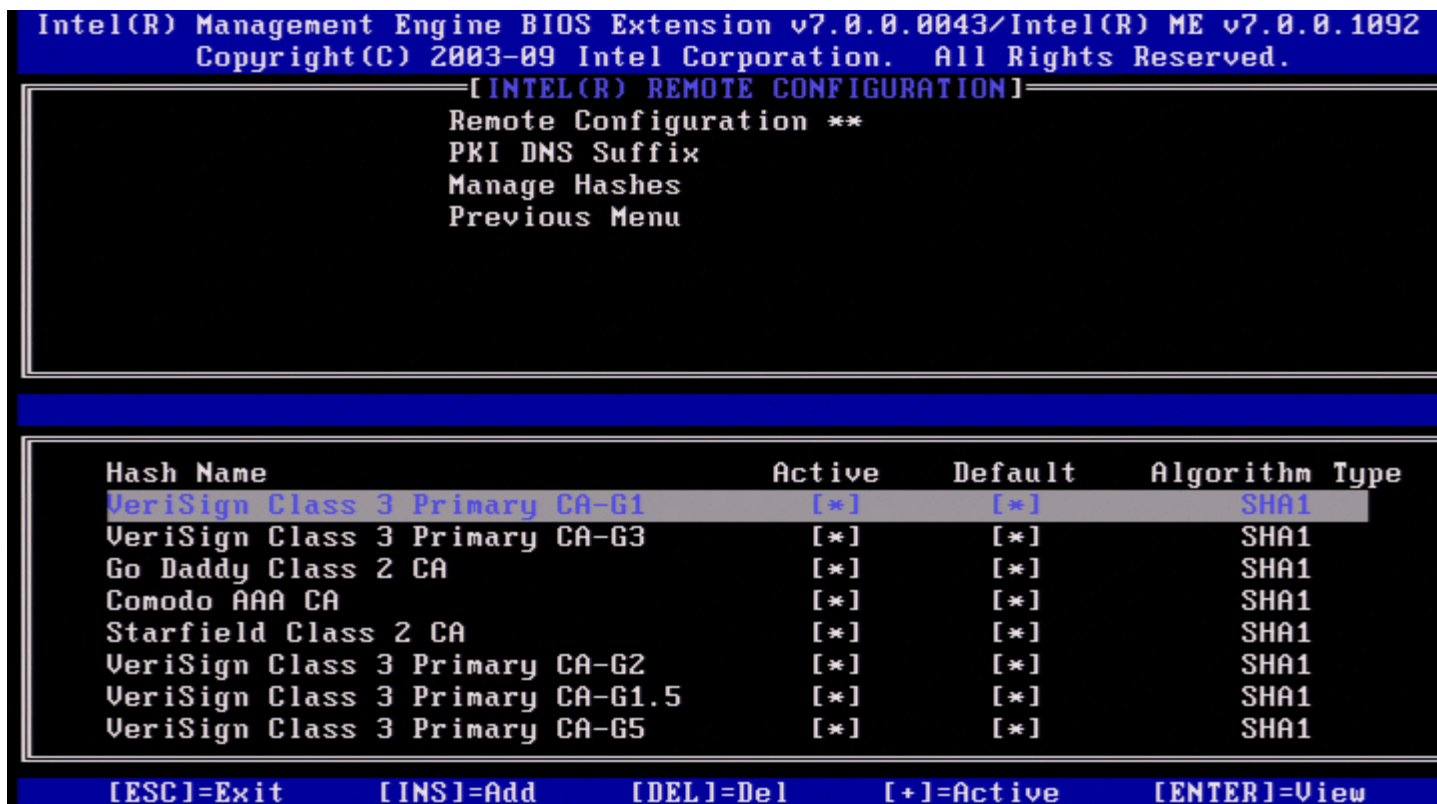 Intel(R) Management Engine BIOS Extension v7.0.0.0043/Intel(R) ME v7.0.0.1092
Copyright(C) 2003-09 Intel Corporation. All Rights Reserved.
[INTEL(R) REMOTE CONFIGURATION]
Remote Configuration **
PKI DNS Suffix
Manage Hashes
Previous Menu
Hash Name Active Default Algorithm Type
VeriSign Class 3 Primary CA-G1 [*] [*] SHA1
VeriSign Class 3 Primary CA-G3 [*] [*] SHA1
Go Daddy Class 2 CA [*] [*] SHA1
Comodo AAA CA [*] [*] SHA1
Starfield Class 2 CA [*] [*] SHA1
VeriSign Class 3 Primary CA-G2 [*] [*] SHA1
VeriSign Class 3 Primary CA-G1.5 [*] [*] SHA1
VeriSign Class 3 Primary CA-G5 [*] [*] SHA1
[ESC]=Exit [INS]=Add [DEL]=Del [+]=Active [ENTER]=View